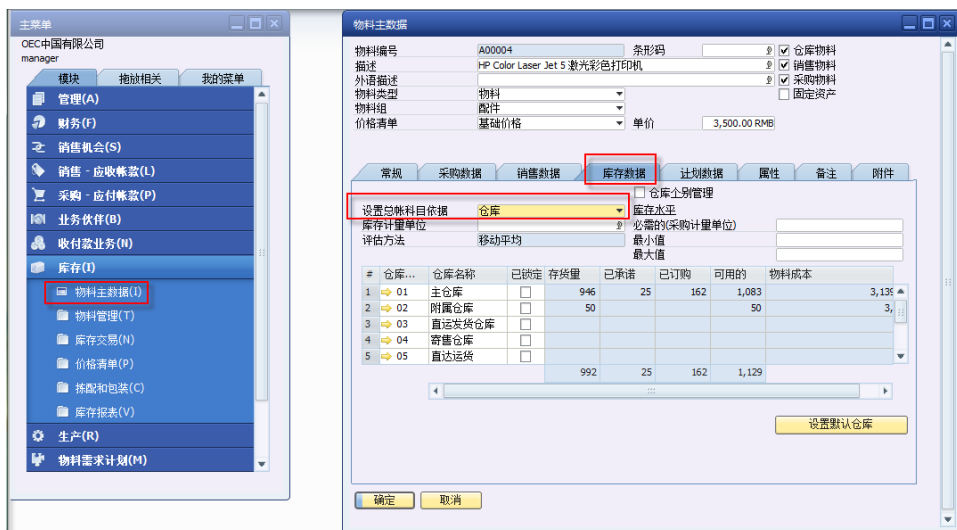 主菜单
OEC中国有限公司
manager
模块 拖放相关 我的菜单
管理(A)
财务(F)
销售机会(S)
销售 - 应收帐款(L)
采购 - 应付帐款(P)
业务伙伴(B)
收付款业务(N)
库存(I)
物料主数据(I)
物料管理(T)
库存交易(N)
价格清单(P)
拣配和包装(C)
库存报表(V)
生产(R)
物料需求计划(M)
物料主数据
物料编号 A00004 条形码 仓库物料
描述 HP Color Laser Jet 5 激光彩色打印机 销售物料
外语描述 采购物料
物料类型 物料 固定资产
物料组 配件
价格清单 基础价格 单价 3,500.00 RMB
常规 采购数据 销售数据 库存数据 计划数据 属性 备注 附件
仓库个别管理
设置总帐科目依据 仓库 库存水平
库存计量单位 必需的(采购计量单位)
评估方法 移动平均 最小值
最大值
# 仓库... 仓库名称 已锁定 存货量 已承诺 已订购 可用的 物料成本
1 01 主仓库 946 25 162 1,083 3,139
2 02 附属仓库 50 50 3,
3 03 直运发货仓库
4 04 寄售仓库
5 05 直达运货
992 25 162 1,129
设置默认仓库
确定 取消